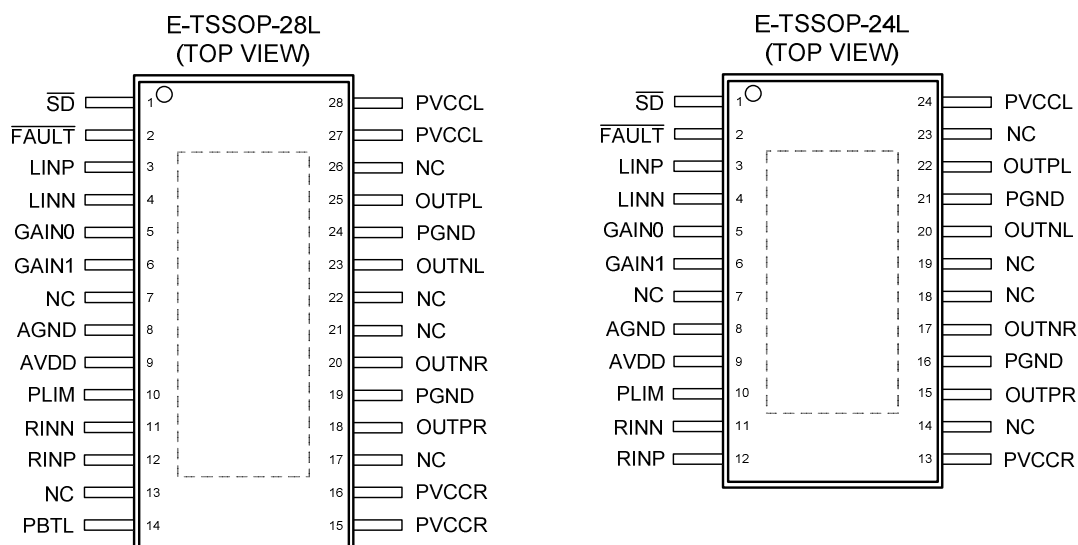 E-TSSOP-28L
(TOP VIEW)
SD 1 28 PVCCL
FAULT 2 27 PVCCL
LINP 3 26 NC
LINN 4 25 OUTPL
GAIN0 5 24 PGND
GAIN1 6 23 OUTNL
NC 7 22 NC
AGND 8 21 NC
AVDD 9 20 OUTNR
PLIM 10 19 PGND
RINN 11 18 OUTPR
RINP 12 17 NC
NC 13 16 PVCCR
PBTL 14 15 PVCCR
E-TSSOP-24L
(TOP VIEW)
SD 1 24 PVCCL
FAULT 2 23 NC
LINP 3 22 OUTPL
LINN 4 21 PGND
GAIN0 5 20 OUTNL
GAIN1 6 19 NC
NC 7 18 NC
AGND 8 17 OUTNR
AVDD 9 16 PGND
PLIM 10 15 OUTPR
RINN 11 14 NC
RINP 12 13 PVCCR